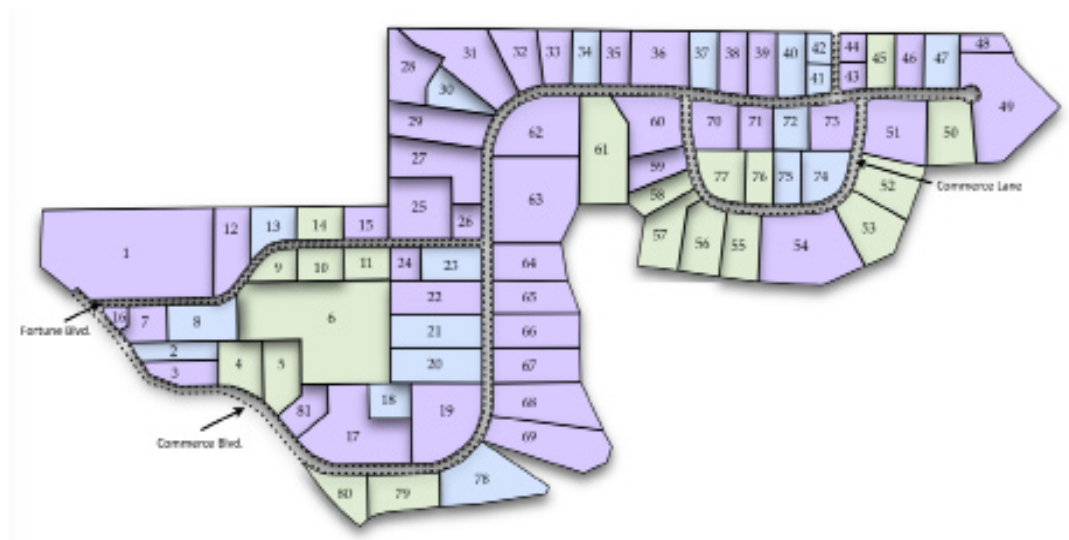 28 31 32 33 34 35 36 37 38 39 40 42 44 45 46 47 48
30 41 43 49
29 62 61 60 70 71 72 73 51 50
27 59 77 76 75 74 52
Commerce Lane
25 26 63 58 57 56 55 54 53
1 12 13 14 15
9 10 11 24 23 64
Fortune Blvd.
16 7 8 6 22 65
2 4 5 21 66
3 20 67
Commerce Blvd.
81 17 18 19 68
69
80 79 78